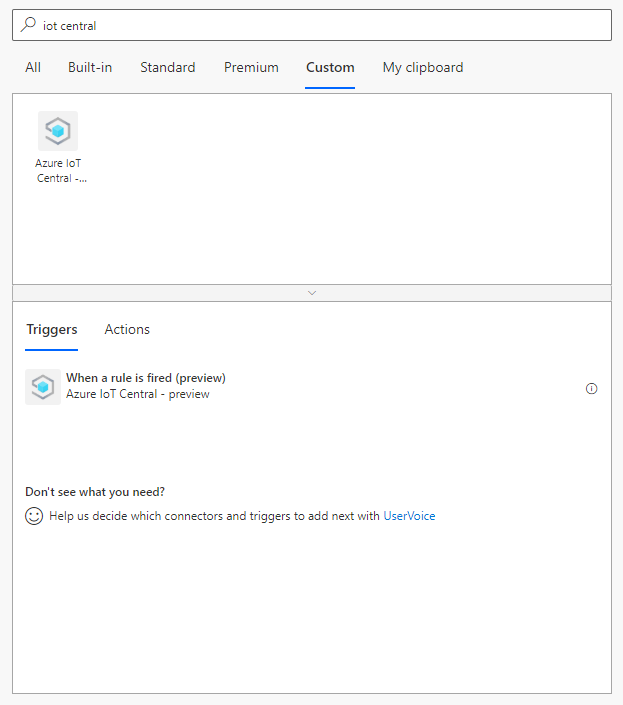 iot central
All Built-in Standard Premium Custom My clipboard
Azure IoT
Central -...
Triggers Actions
When a rule is fired (preview)
Azure IoT Central - preview
Don't see what you need?
Help us decide which connectors and triggers to add next with UserVoice